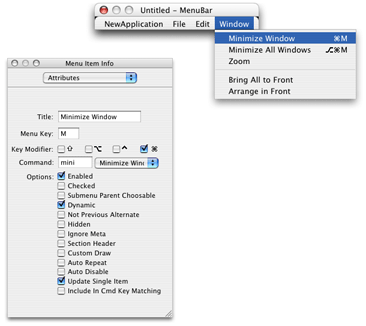 Untitled - MenuBar
NewApplication File Edit Window
Minimize Window ⌘M
Minimize All Windows ⌥⌘M
Zoom
Bring All to Front
Arrange in Front
Menu Item Info
Attributes
Title: Minimize Window
Menu Key: M
Key Modifier: ⇧ ⌥ ^ ⌘
Command: mini Minimize Wind
Options: Enabled
Checked
Submenu Parent Choosable
Dynamic
Not Previous Alternate
Hidden
Ignore Meta
Section Header
Custom Draw
Auto Repeat
Auto Disable
Update Single Item
Include In Cmd Key Matching